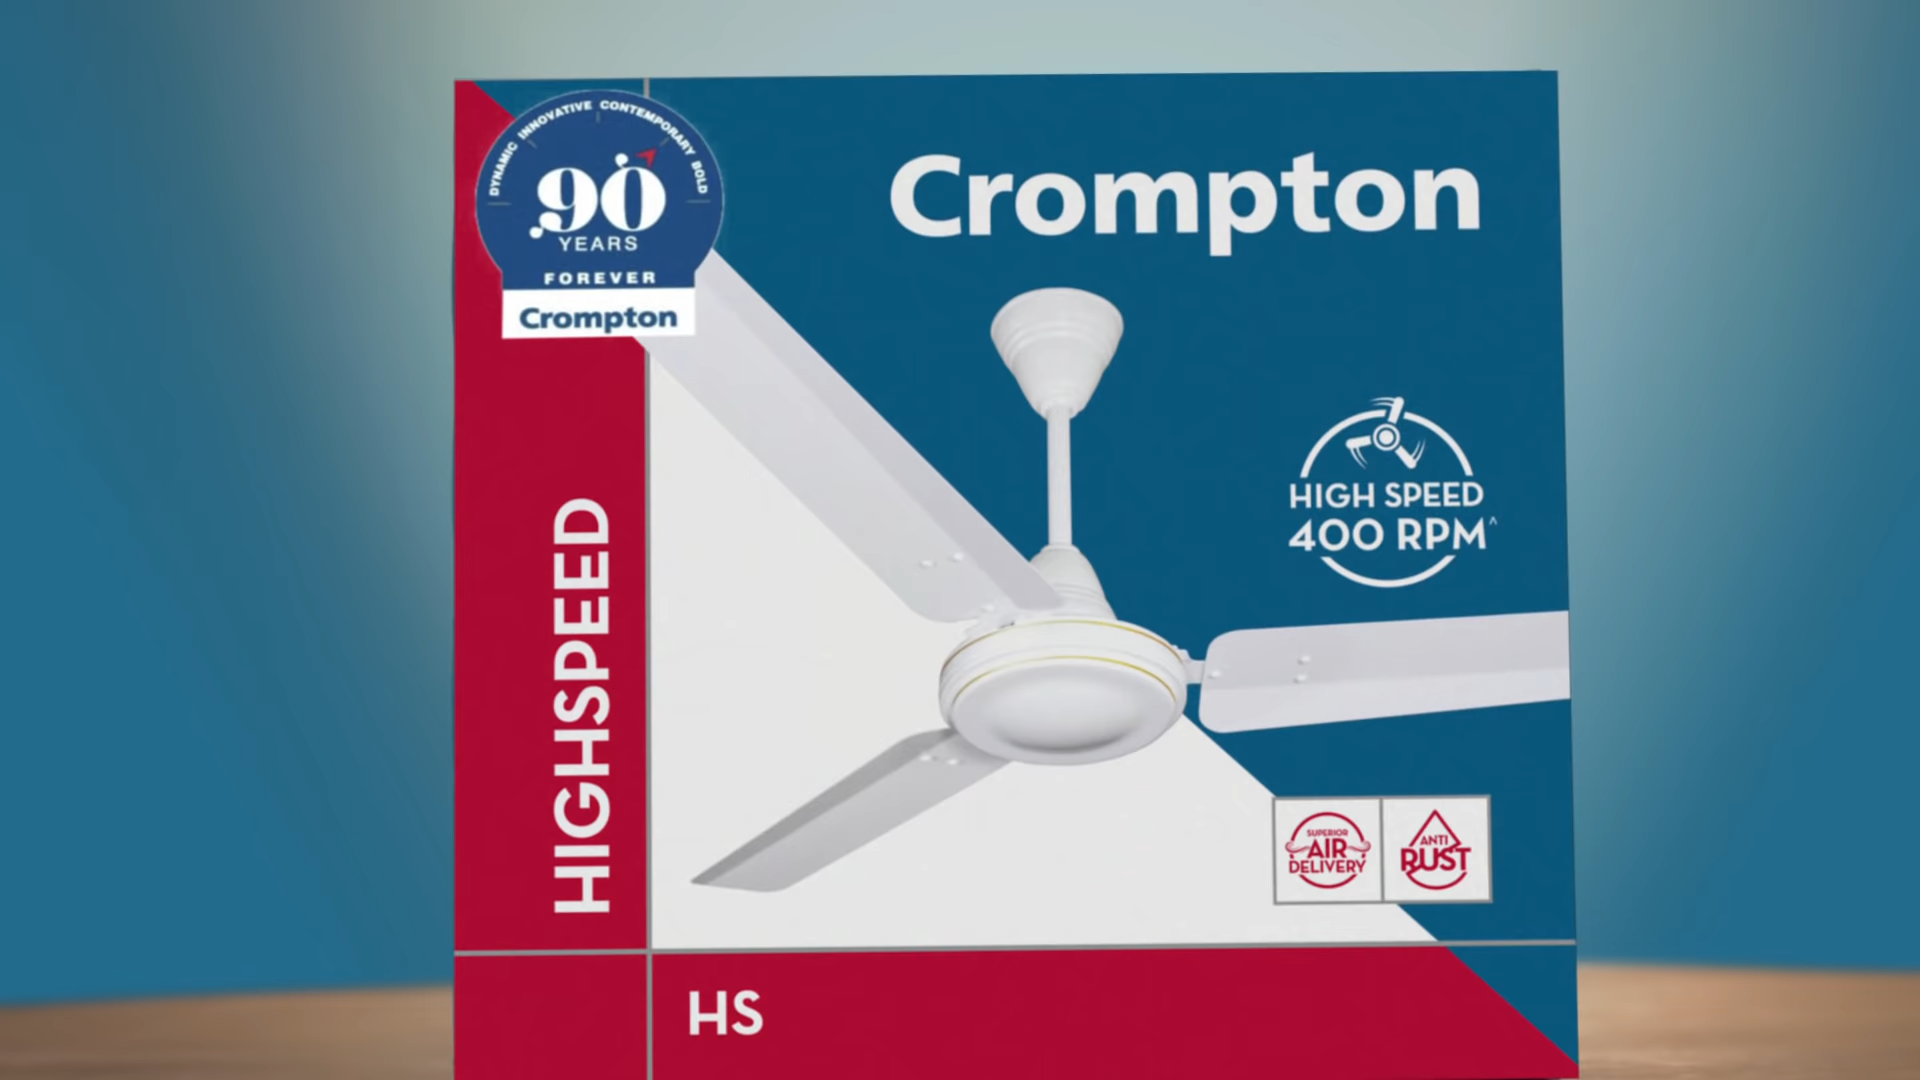 DYNAMIC INNOVATIVE CONTEMPORARY BOLD
90
YEARS
FOREVER
Crompton
Crompton
HIGH SPEED
400 RPM^
HIGHSPEED
SUPERIOR
AIR
DELIVERY
ANTI
RUST
HS